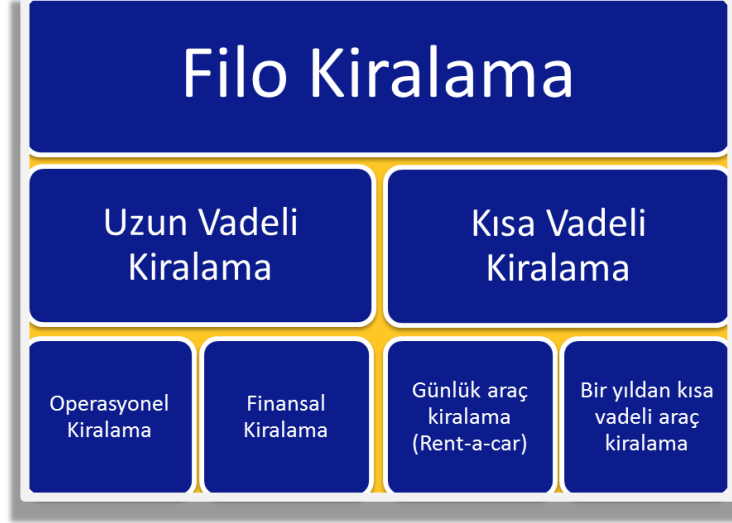 Filo Kiralama
Uzun Vadeli
Kiralama
Kısa Vadeli
Kiralama
Operasyonel
Kiralama
Finansal
Kiralama
Günlük araç
kiralama
(Rent-a-car)
Bir yıldan kısa
vadeli araç
kiralama